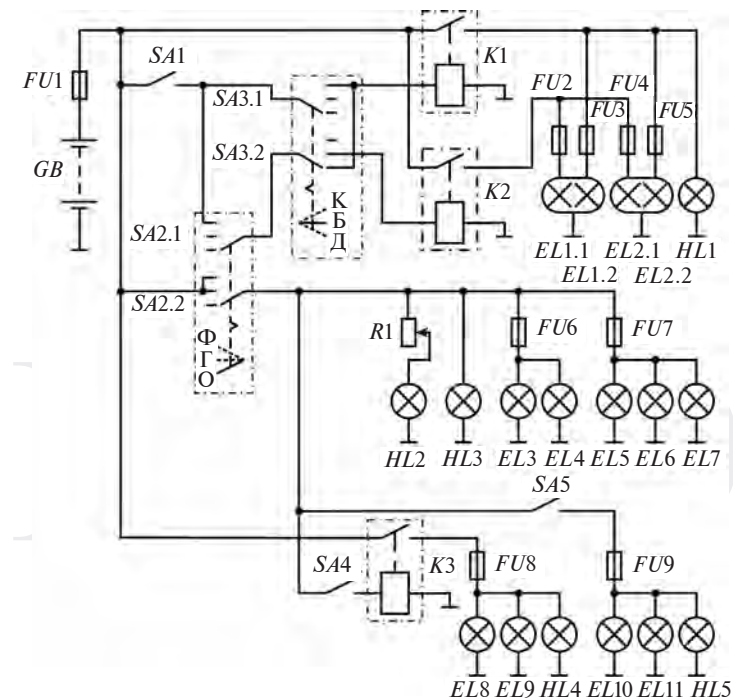 SA1
K1
FU1
SA3.1
FU2
FU4
FU3
FU5
SA3.2
GB
K2
К
Б
Д
SA2.1
EL1.1
EL2.1
HL1
EL1.2
EL2.2
SA2.2
R1
FU6
FU7
Ф
Г
О
HL2
HL3
EL3
EL4
EL5
EL6
EL7
SA5
SA4
K3
FU8
FU9
EL8
EL9
HL4
EL10
EL11
HL5